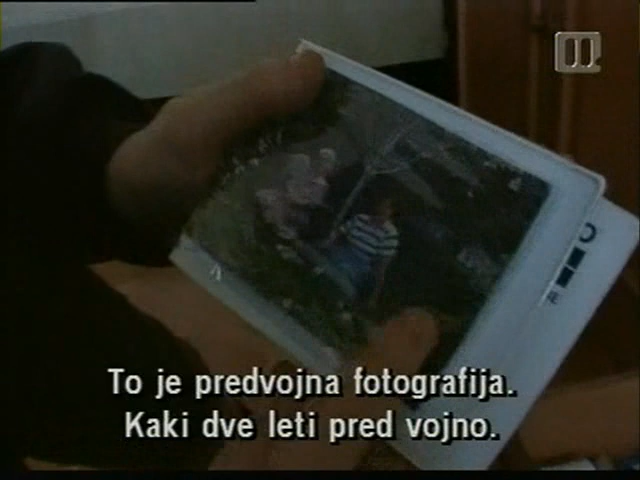 To je predvojna fotografija.
Kaki dve leti pred vojno.